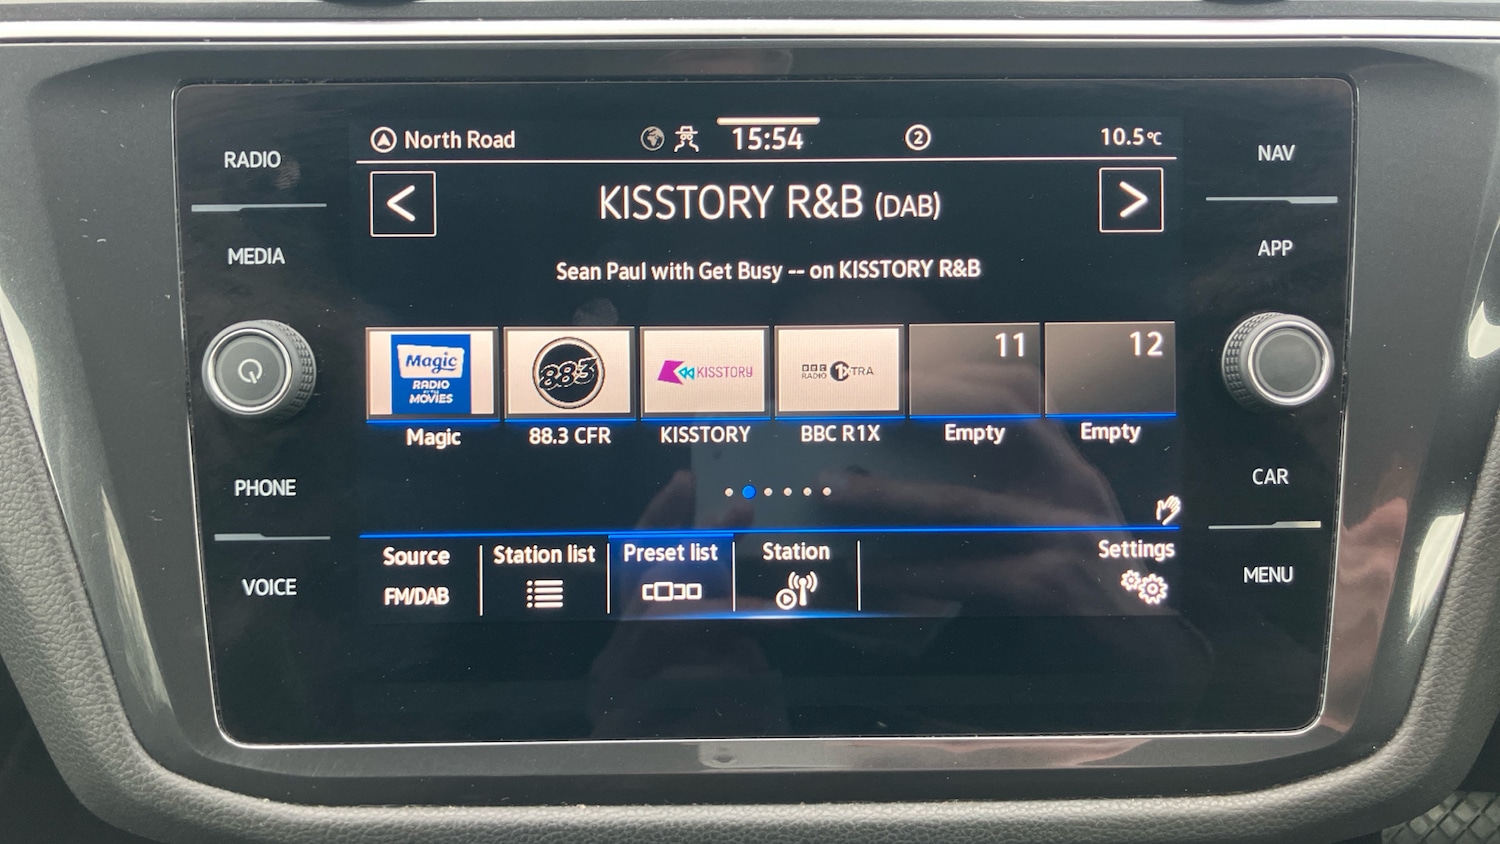 North Road
15:54
2
10.5°C
RADIO
NAV
<
KISSTORY R&B (DAB)
>
MEDIA
APP
Sean Paul with Get Busy -- on KISSTORY R&B
Magic
RADIO
MOVIES
883
KISSTORY
BBC
RADIO
1XTRA
11
12
Magic
88.3 CFR
KISSTORY
BBC R1X
Empty
Empty
PHONE
CAR
Source
FM/DAB
Station list
Preset list
Station
Settings
VOICE
MENU